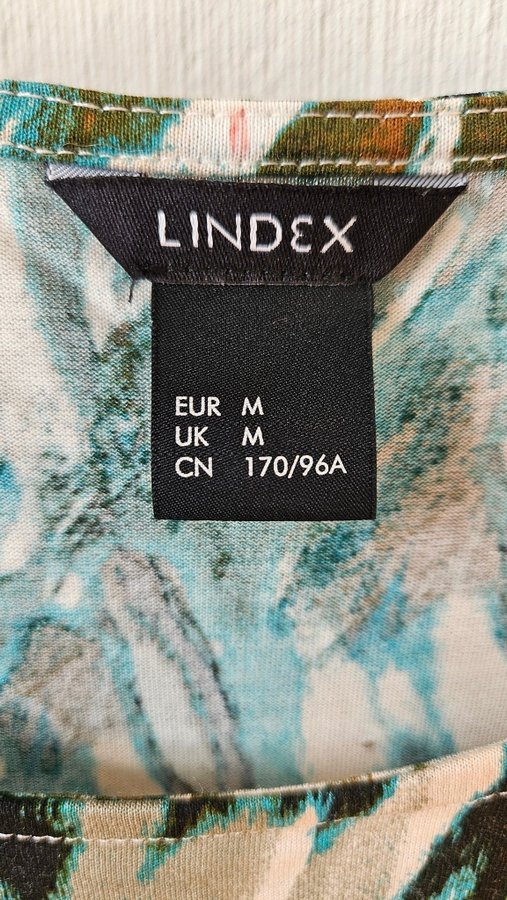 LINDEX
EUR M
UK M
CN 170/96A